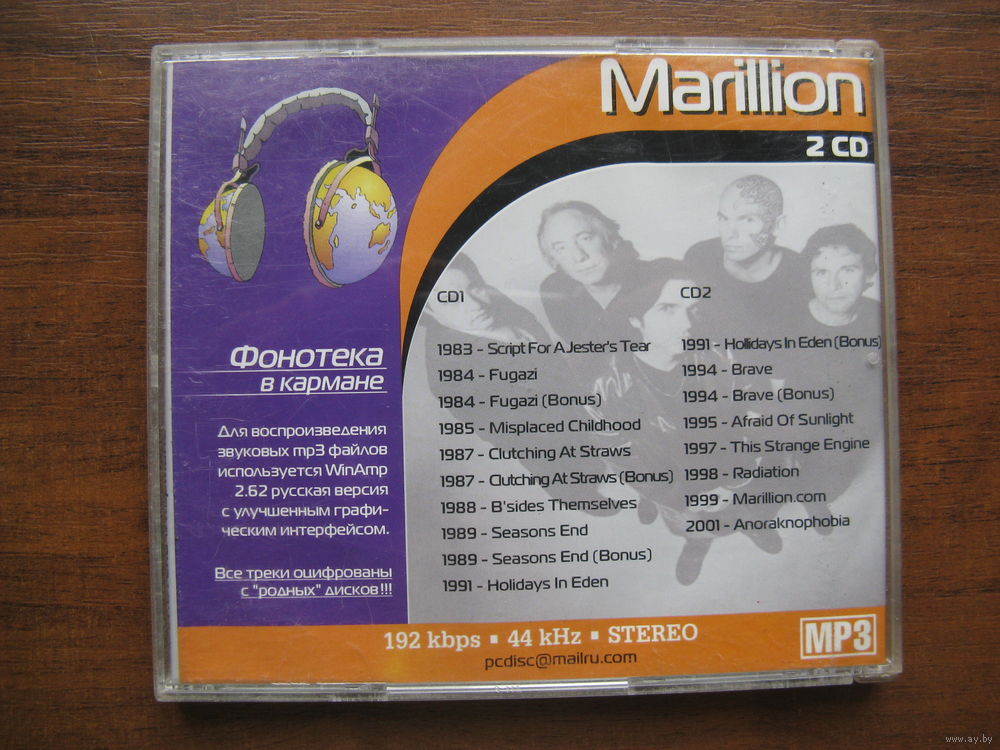 Marillion
2 CD
CD1
1983 - Script For A Jester's Tear
1984 - Fugazi
1984 - Fugazi (Bonus)
1985 - Misplaced Childhood
1987 - Clutching At Straws
1987 - Clutching At Straws (Bonus)
1988 - B'sides Themselves
1989 - Seasons End
1989 - Seasons End (Bonus)
1991 - Holidays In Eden
CD2
1991 - Hollidays In Eden (Bonus)
1994 - Brave
1994 - Brave (Bonus)
1995 - Afraid Of Sunlight
1997 - This Strange Engine
1998 - Radiation
1999 - Marillion.com
2001 - Anoraknophobia
Фонотека
в кармане
Для воспроизведения
звуковых mp3 файлов
используется WinAmp
2.62 русская версия
с улучшенным графи-
ческим интерфейсом.
Все треки оцифрованы
с "родных" дисков!!!
192 kbps ▪ 44 kHz ▪ STEREO
MP3
pcdisc@mailru.com
www.ay.by